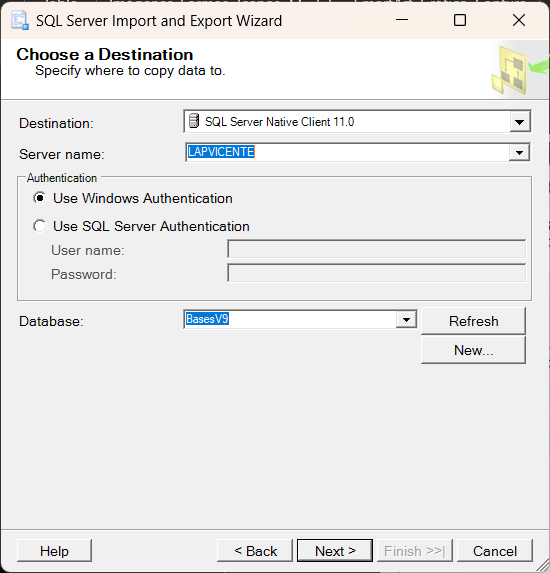 SQL Server Import and Export Wizard
Choose a Destination
Specify where to copy data to.
Destination:
SQL Server Native Client 11.0
Server name:
LAPVICENTE
Authentication
Use Windows Authentication
Use SQL Server Authentication
User name:
Password:
Database:
BasesV9
Refresh
New...
Help
< Back
Next >
Finish >>|
Cancel